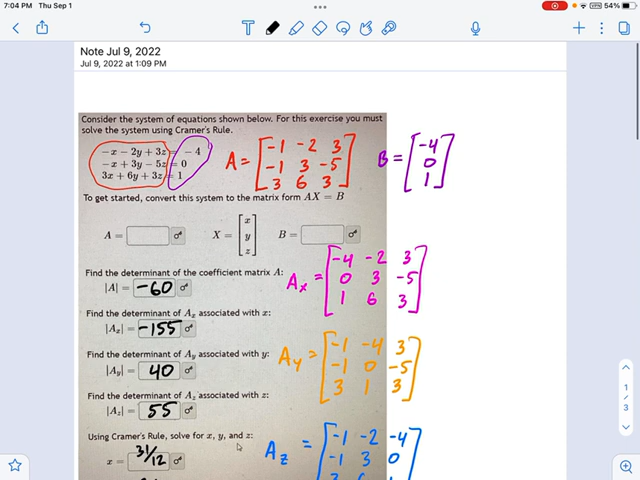 7:04 PM Thu Sep 1
54%
Note Jul 9, 2022
Jul 9, 2022 at 1:09 PM
Consider the system of equations shown below. For this exercise you must
solve the system using Cramer's Rule.
−x − 2y + 3z = −4
−x + 3y − 5z = 0
3x + 6y + 3z = 1
A = [-1 -2 3
-1 3 -5
3 6 3]
B = [-4
0
1]
To get started, convert this system to the matrix form AX = B
A =
X = [x
y
z]
B =
Find the determinant of the coefficient matrix A:
|A| = -60
Ax = [-4 -2 3
0 3 -5
1 6 3]
Find the determinant of Ax associated with x:
|Ax| = -155
Find the determinant of Ay associated with y:
|Ay| = 40
Ay = [-1 -4 3
-1 0 -5
3 1 3]
Find the determinant of Az associated with z:
|Az| = 55
Using Cramer's Rule, solve for x, y, and z:
x = 31/12
Az = [-1 -2 -4
-1 3 0
1
3